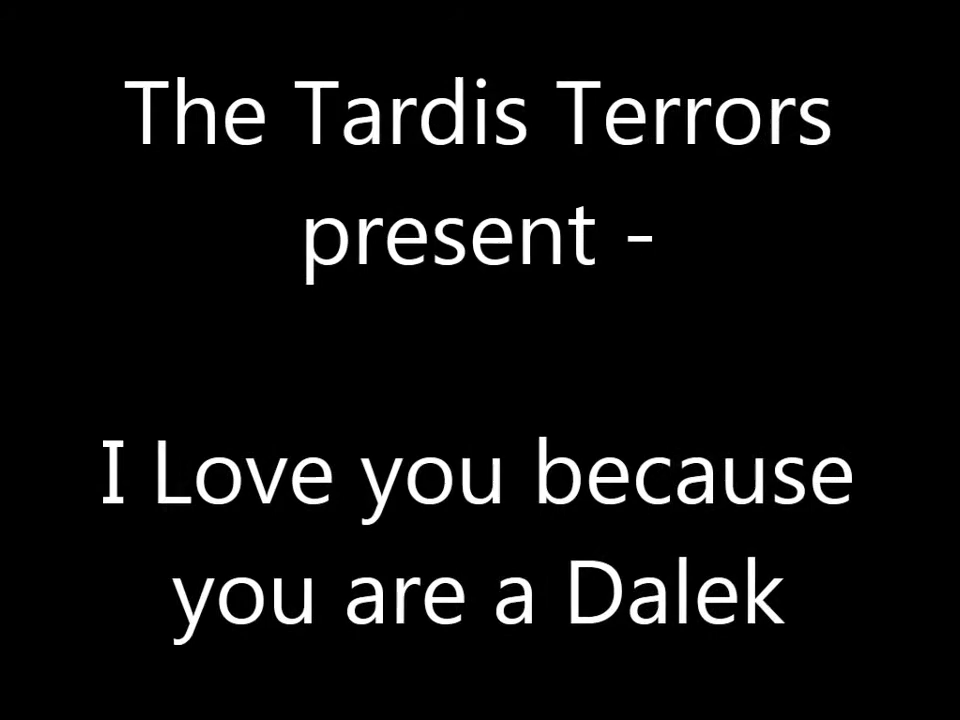 The Tardis Terrors
present -
I Love you because
you are a Dalek